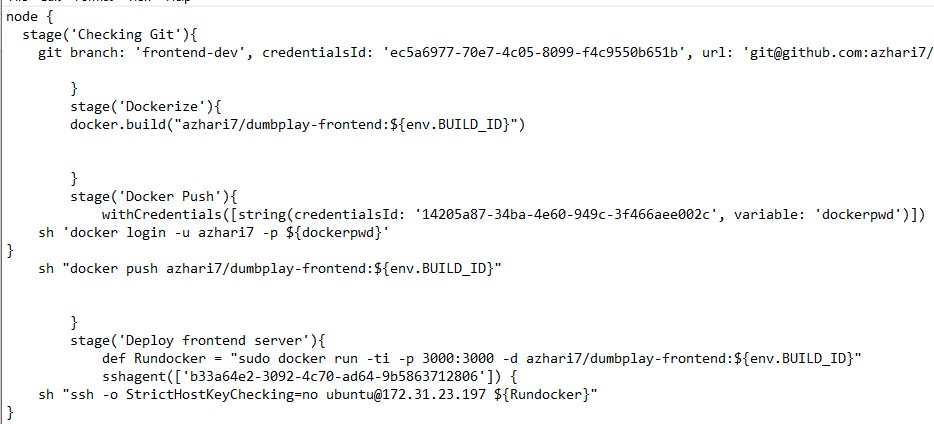 node {
  stage('Checking Git'){
    git branch: 'frontend-dev', credentialsId: 'ec5a6977-70e7-4c05-8099-f4c9550b651b', url: 'git@github.com:azhari7/
        }
        stage('Dockerize'){
        docker.build("azhari7/dumbplay-frontend:${env.BUILD_ID}")
        }
        stage('Docker Push'){
            withCredentials([string(credentialsId: '14205a87-34ba-4e60-949c-3f466aee002c', variable: 'dockerpwd')])
    sh 'docker login -u azhari7 -p ${dockerpwd}'
}
    sh "docker push azhari7/dumbplay-frontend:${env.BUILD_ID}"
        }
        stage('Deploy frontend server'){
            def Rundocker = "sudo docker run -ti -p 3000:3000 -d azhari7/dumbplay-frontend:${env.BUILD_ID}"
            sshagent(['b33a64e2-3092-4c70-ad64-9b5863712806']) {
    sh "ssh -o StrictHostKeyChecking=no ubuntu@172.31.23.197 ${Rundocker}"
}